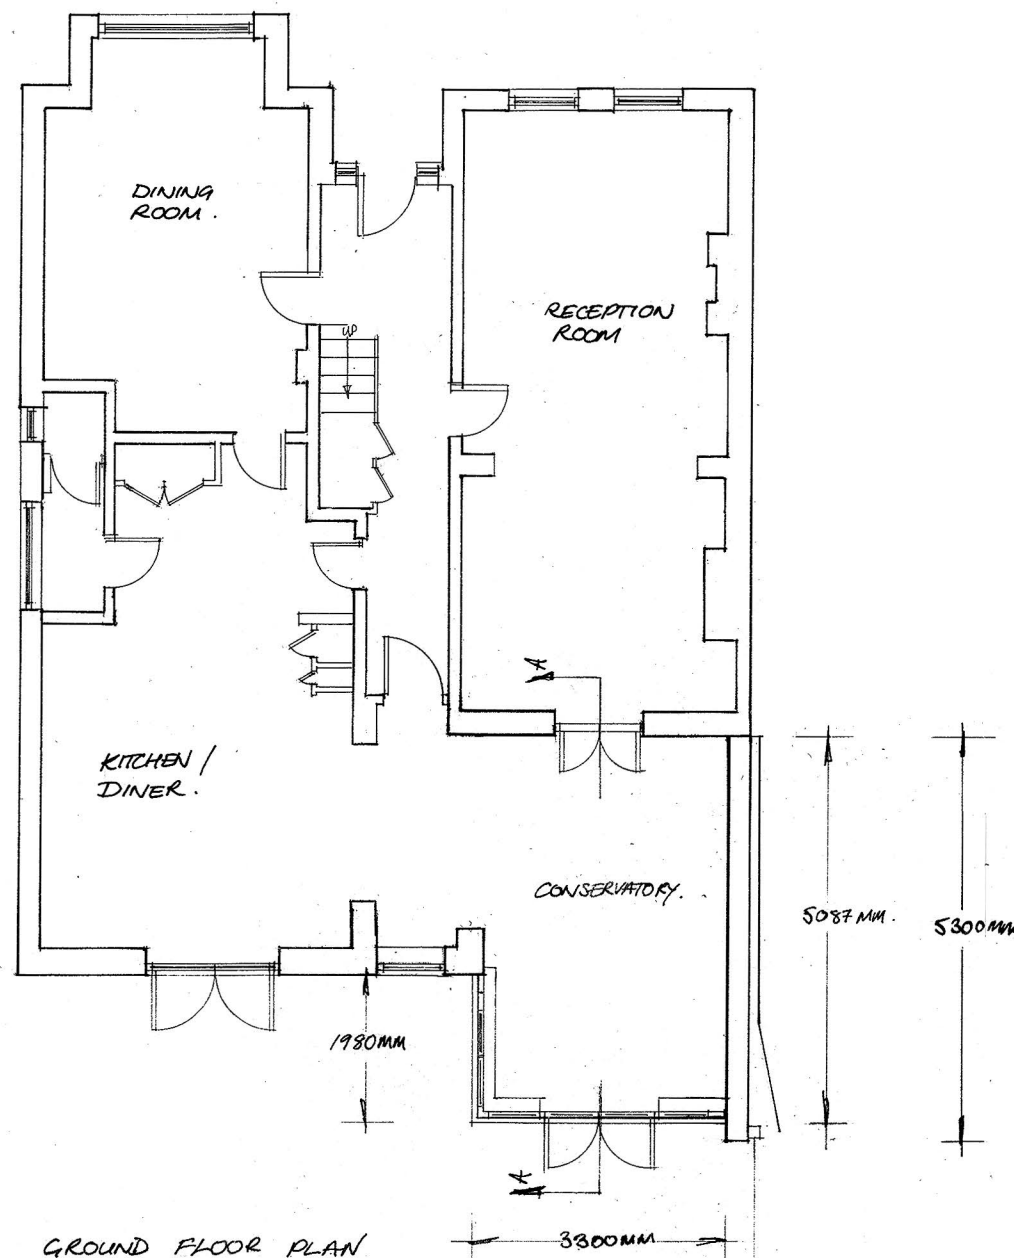 DINING
ROOM.
RECEPTION
ROOM
UP
A
KITCHEN /
DINER.
CONSERVATORY.
5087MM.
5300MM
1980MM
A
GROUND FLOOR PLAN
3300MM